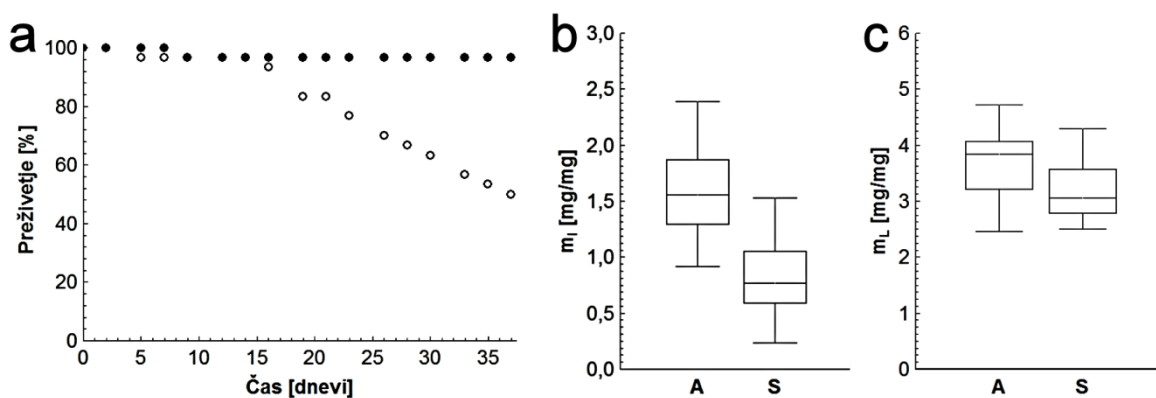 a
Preživetje [%]
100
80
60
40
20
0
0 5 10 15 20 25 30 35
Čas [dnevi]
b
mI [mg/mg]
3,0
2,5
2,0
1,5
1,0
0,5
0,0
A S
c
mL [mg/mg]
6
5
4
3
2
1
0
A S